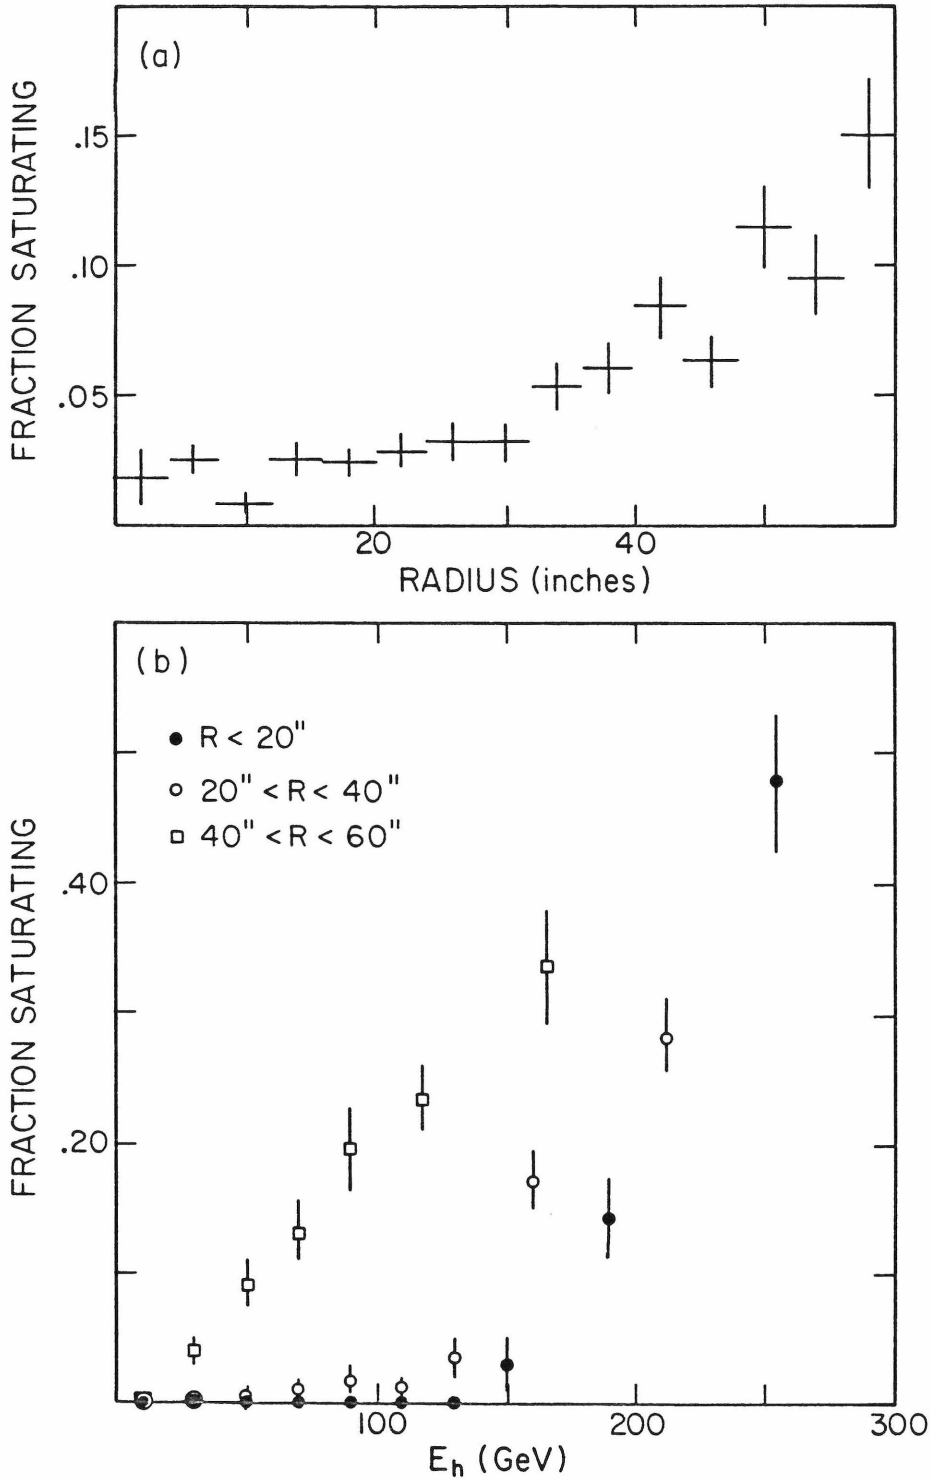 (a)
FRACTION SATURATING
.15
.10
.05
20
40
RADIUS (inches)
(b)
R < 20"
20" < R < 40"
40" < R < 60"
FRACTION SATURATING
.40
.20
100
200
300
Eh (GeV)